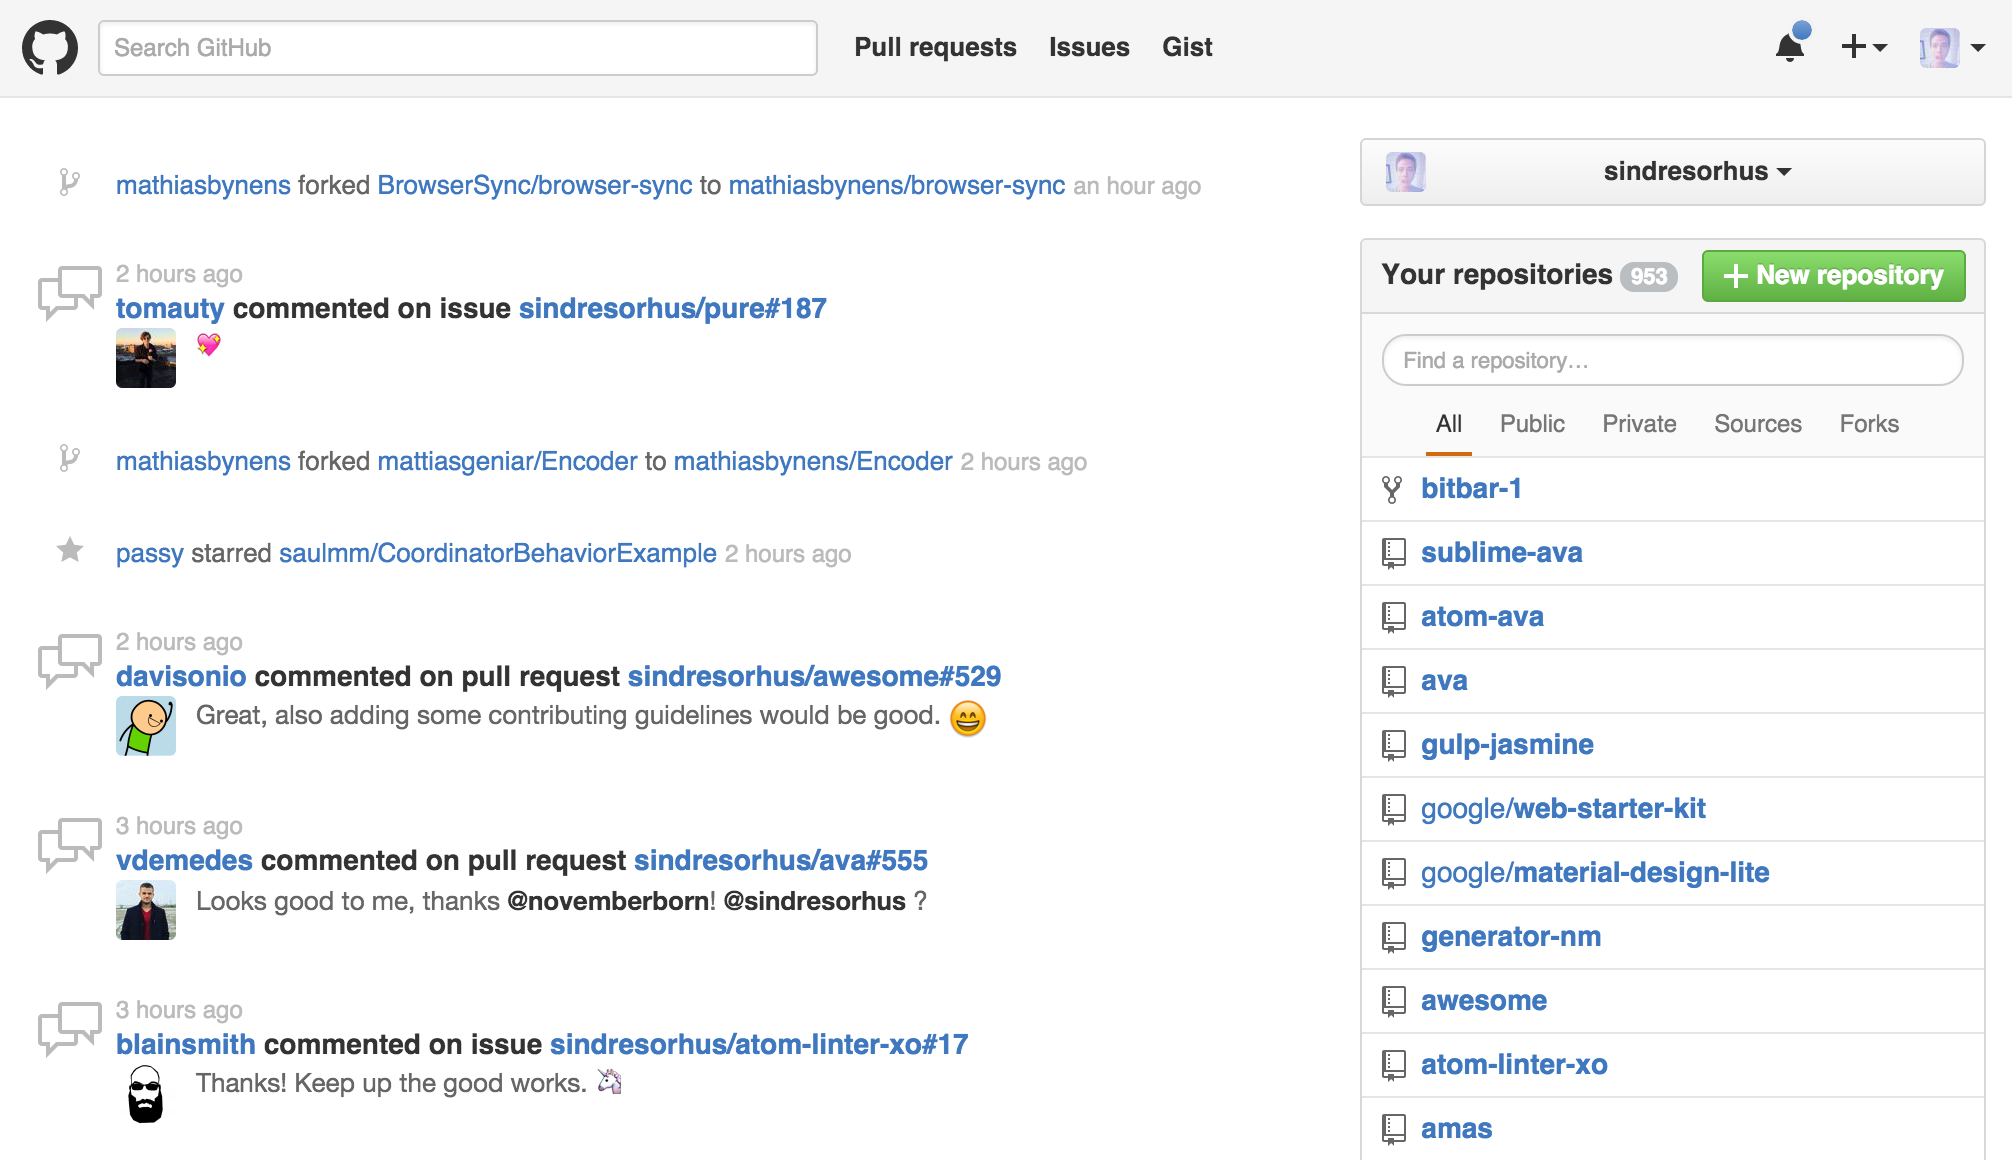 Search GitHub
Pull requests Issues Gist
mathiasbynens forked BrowserSync/browser-sync to mathiasbynens/browser-sync an hour ago
2 hours ago
tomauty commented on issue sindresorhus/pure#187
💖
mathiasbynens forked mattiasgeniar/Encoder to mathiasbynens/Encoder 2 hours ago
passy starred saulmm/CoordinatorBehaviorExample 2 hours ago
2 hours ago
davisonio commented on pull request sindresorhus/awesome#529
Great, also adding some contributing guidelines would be good. 😄
3 hours ago
vdemedes commented on pull request sindresorhus/ava#555
Looks good to me, thanks @novemberborn! @sindresorhus ?
3 hours ago
blainsmith commented on issue sindresorhus/atom-linter-xo#17
Thanks! Keep up the good works. 🦄
sindresorhus
Your repositories 953 New repository
Find a repository…
All Public Private Sources Forks
bitbar-1
sublime-ava
atom-ava
ava
gulp-jasmine
google/web-starter-kit
google/material-design-lite
generator-nm
awesome
atom-linter-xo
amas